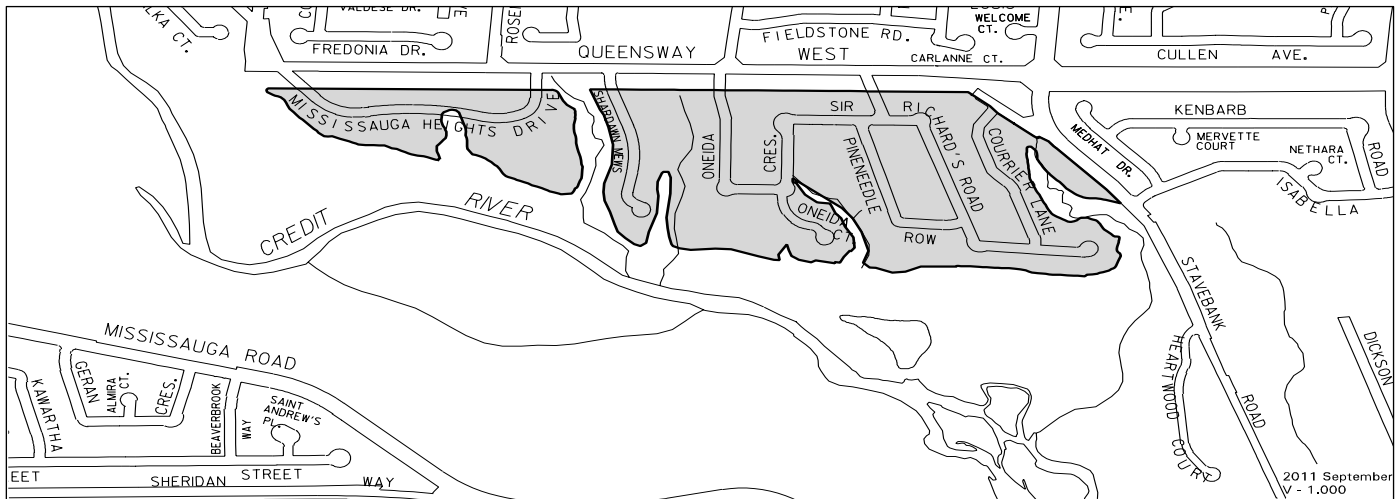 VALDESE DR.
FREDONIA DR.
QUEENSWAY
WEST
FIELDSTONE RD.
WELCOME
CT.
CARLANNE CT.
CULLEN AVE.
MISSISSAUGA HEIGHTS DRIVE
SHARDAWN MEWS
ONEIDA
CRES.
SIR RICHARD'S ROAD
PINENEEDLE
ROW
COURRIER LANE
ONEIDA
CT.
MEDHAT DR.
KENBARB
ROAD
MERVETTE
COURT
NETHARA
CT.
ISABELLA
CREDIT RIVER
STAVEBANK
ROAD
HEARTWOOD COURT
DICKSON
MISSISSAUGA ROAD
KAWARTHA
GERAN
CRES.
ALMIRA
CT.
BEAVERBROOK
WAY
SAINT
ANDREW'S
PL.
EET
STREET
SHERIDAN
WAY
2011 September
V - 1.000